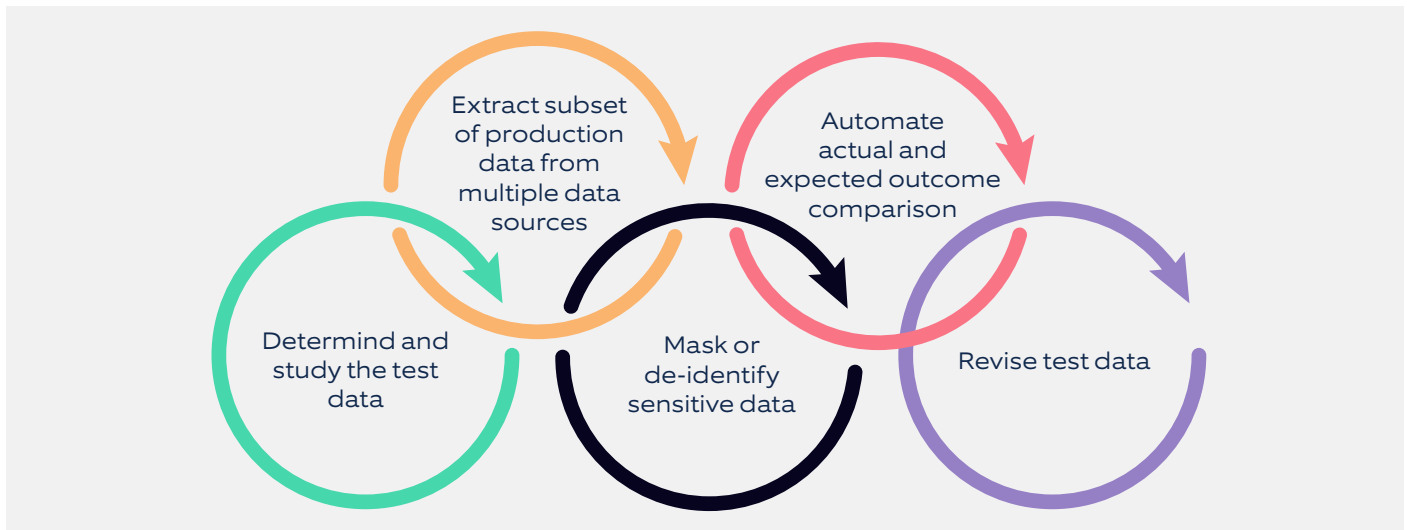 Determind and
study the test
data
Extract subset
of production
data from
multiple data
sources
Mask or
de-identify
sensitive data
Automate
actual and
expected outcome
comparison
Revise test data